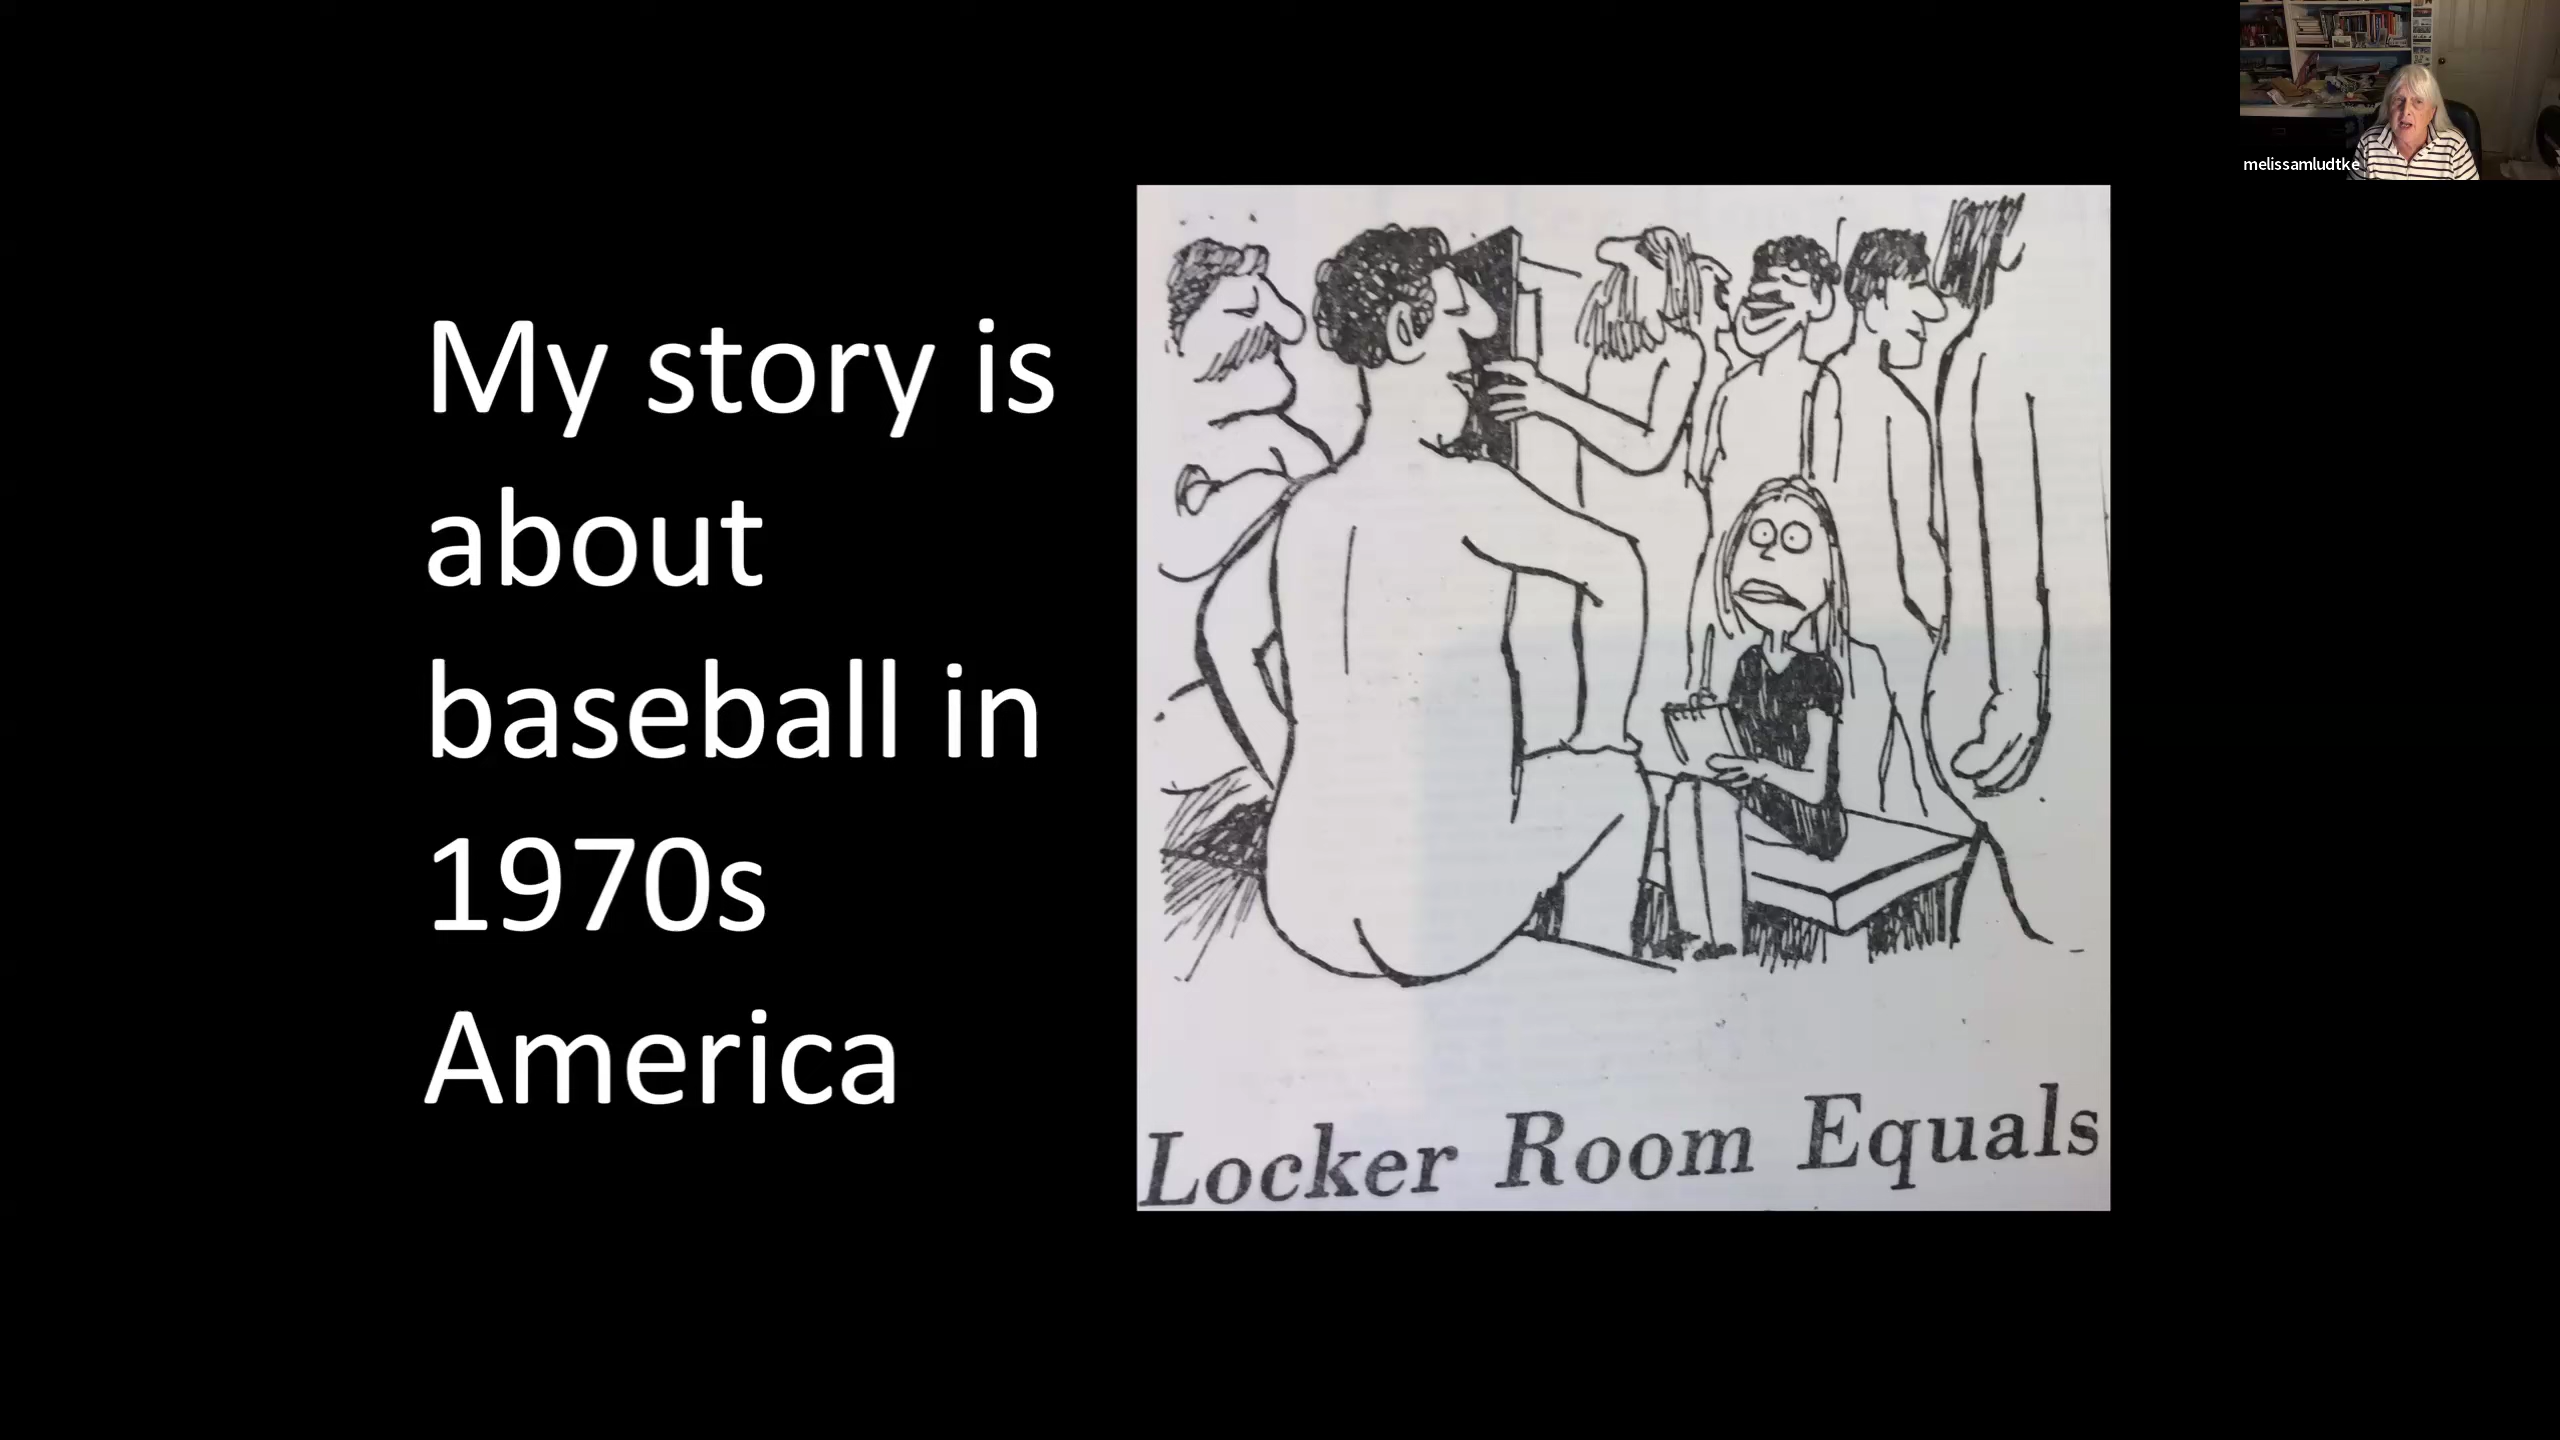 melissamludtke
My story is
about
baseball in
1970s
America
Locker Room Equals